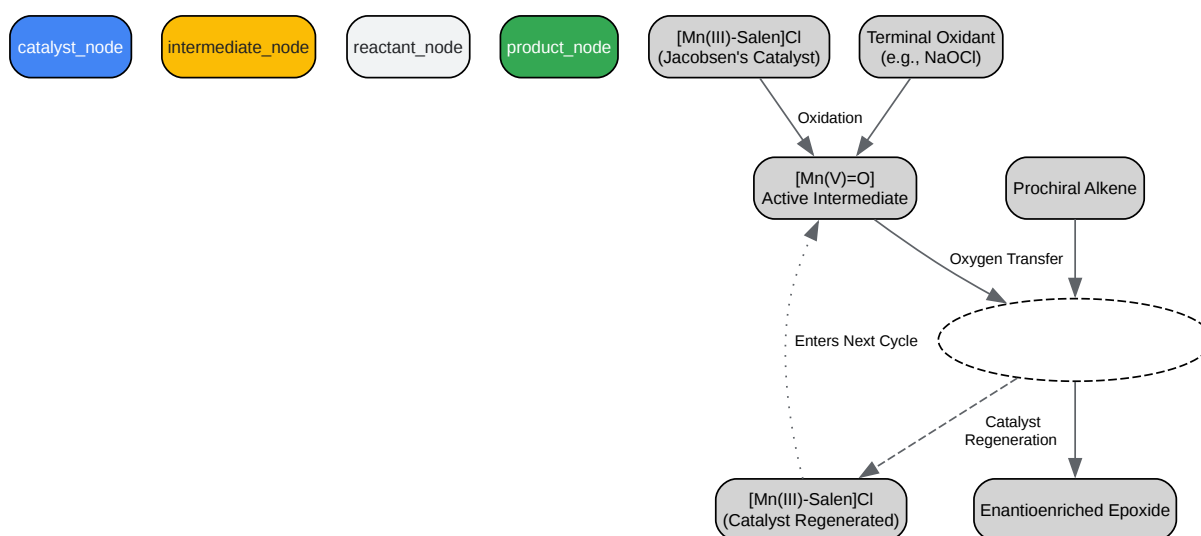 catalyst_node
intermediate_node
reactant_node
product_node
[Mn(III)-Salen]Cl
(Jacobsen's Catalyst)
Terminal Oxidant
(e.g., NaOCl)
Oxidation
[Mn(V)=O]
Active Intermediate
Prochiral Alkene
Oxygen Transfer
Enters Next Cycle
Catalyst
Regeneration
[Mn(III)-Salen]Cl
(Catalyst Regenerated)
Enantioenriched Epoxide